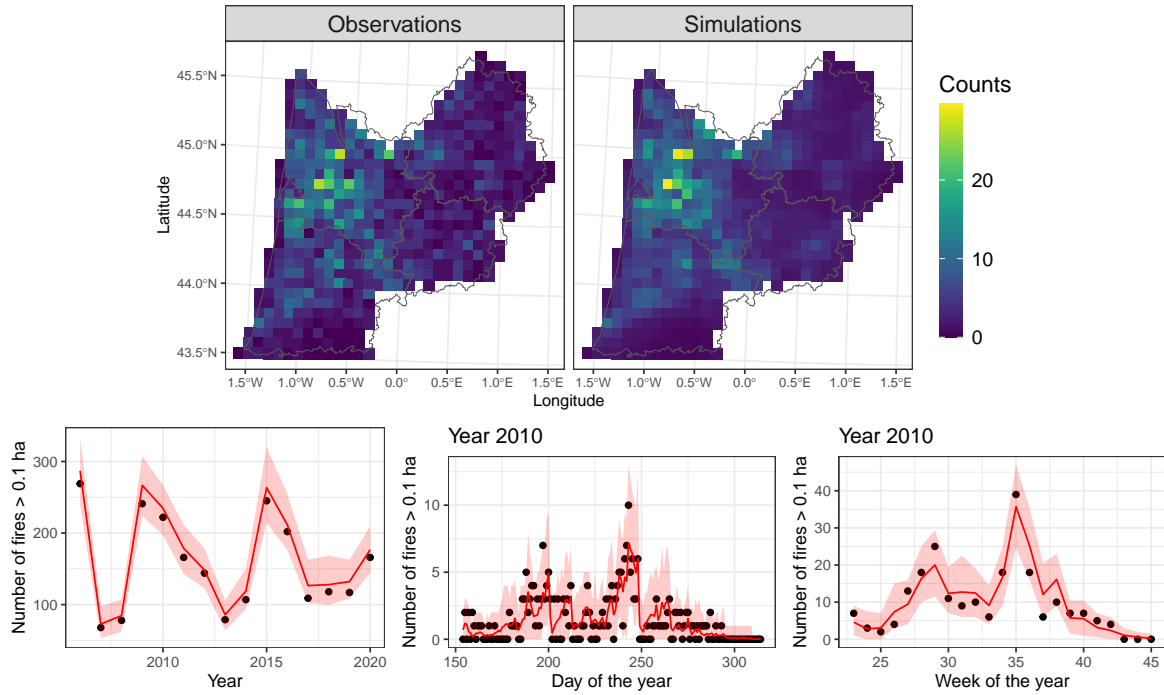 Observations
Simulations
45.5°N
45.0°N
44.5°N
44.0°N
43.5°N
Latitude
1.5°W 1.0°W 0.5°W 0.0° 0.5°E 1.0°E 1.5°E
1.5°W 1.0°W 0.5°W 0.0° 0.5°E 1.0°E 1.5°E
Longitude
Counts
20
10
0
Number of fires > 0.1 ha
300
200
100
2010 2015 2020
Year
Year 2010
Number of fires > 0.1 ha
10
5
0
150 200 250 300
Day of the year
Year 2010
Number of fires > 0.1 ha
40
30
20
10
0
25 30 35 40 45
Week of the year